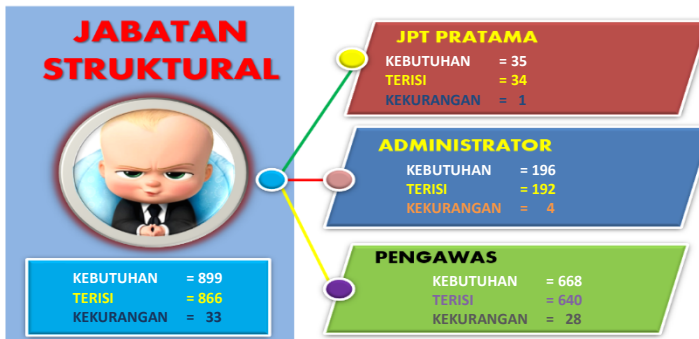 JABATAN
STRUKTURAL
KEBUTUHAN = 899
TERISI = 866
KEKURANGAN = 33
JPT PRATAMA
KEBUTUHAN = 35
TERISI = 34
KEKURANGAN = 1
ADMINISTRATOR
KEBUTUHAN = 196
TERISI = 192
KEKURANGAN = 4
PENGAWAS
KEBUTUHAN = 668
TERISI = 640
KEKURANGAN = 28